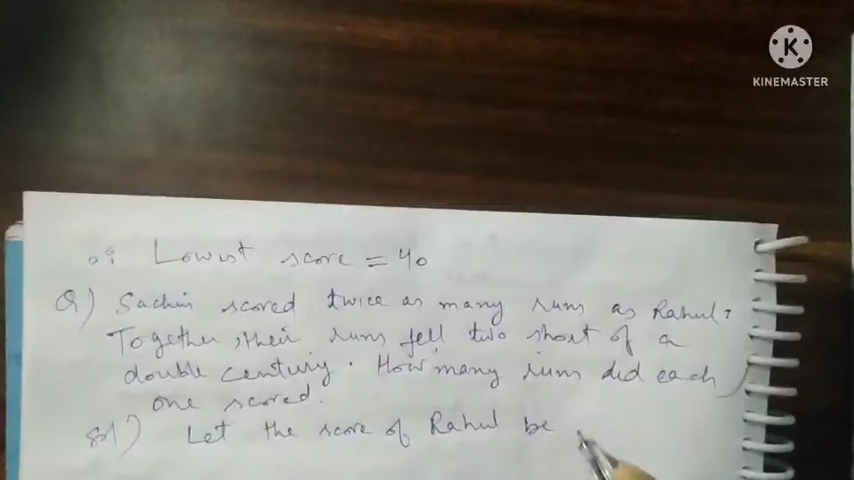 K
KINEMASTER
∴ Lowest score = 40
Q) Sachin scored twice as many runs as Rahul.
Together, their runs fell two short of a
double century. How many runs did each
one scored.
Sol) Let the score of Rahul be